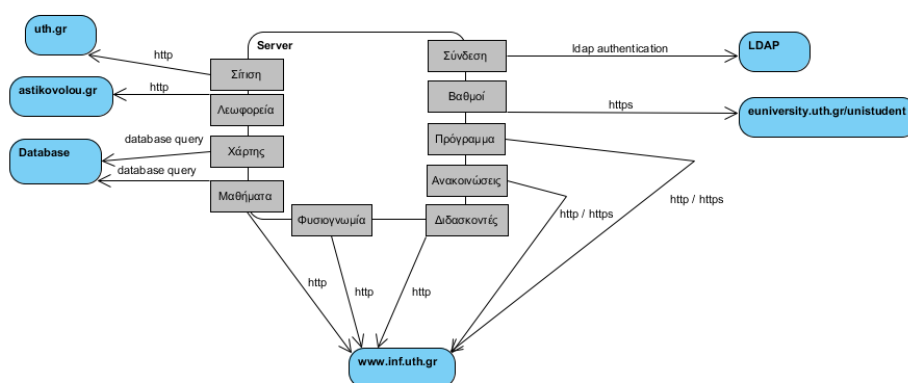 uth.gr
http
Server
Σίτιση
Σύνδεση
ldap authentication
LDAP
astikovolou.gr
http
Λεωφορεία
Βαθμοί
https
euniversity.uth.gr/unistudent
Database
database query
database query
Χάρτης
Πρόγραμμα
Μαθήματα
Ανακοινώσεις
Φυσιογνωμία
Διδασκοντές
http / https
http / https
http
http
http
www.inf.uth.gr